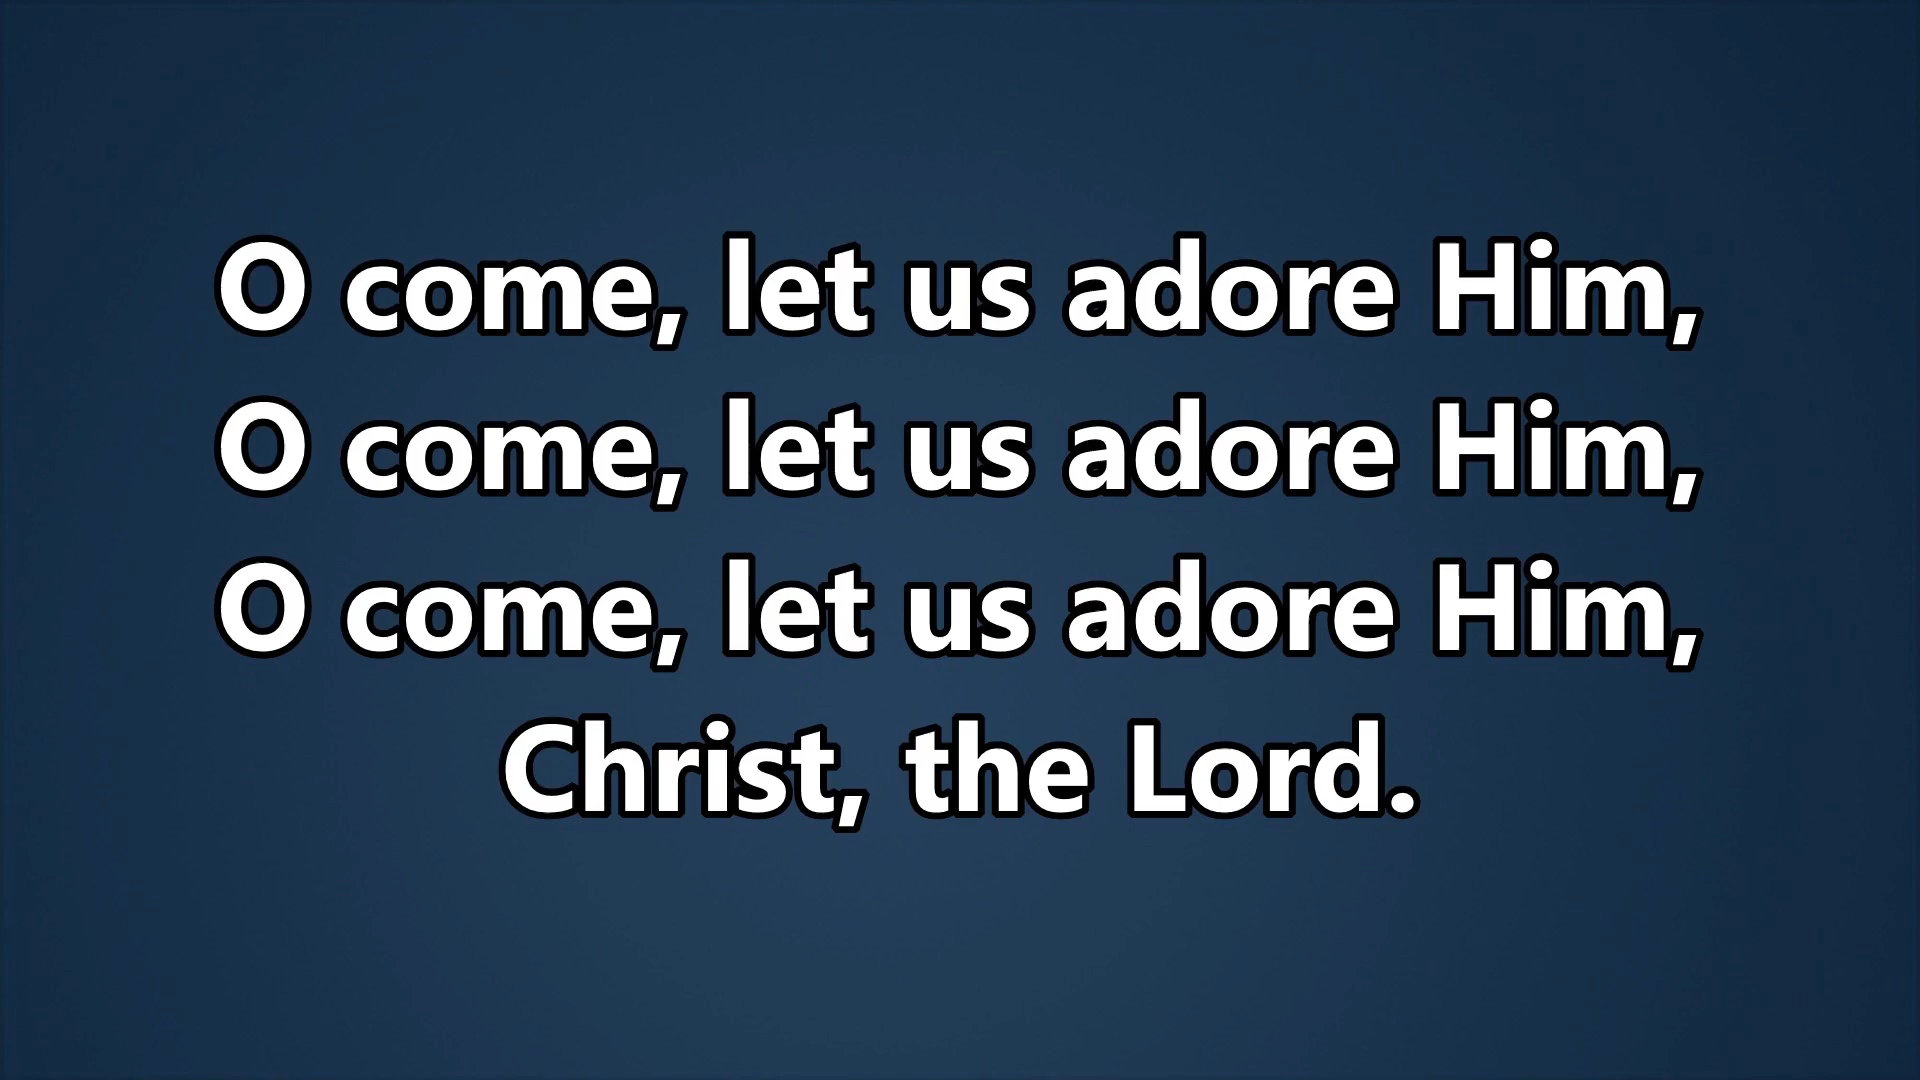 O come, let us adore Him,
O come, let us adore Him,
O come, let us adore Him,
Christ, the Lord.